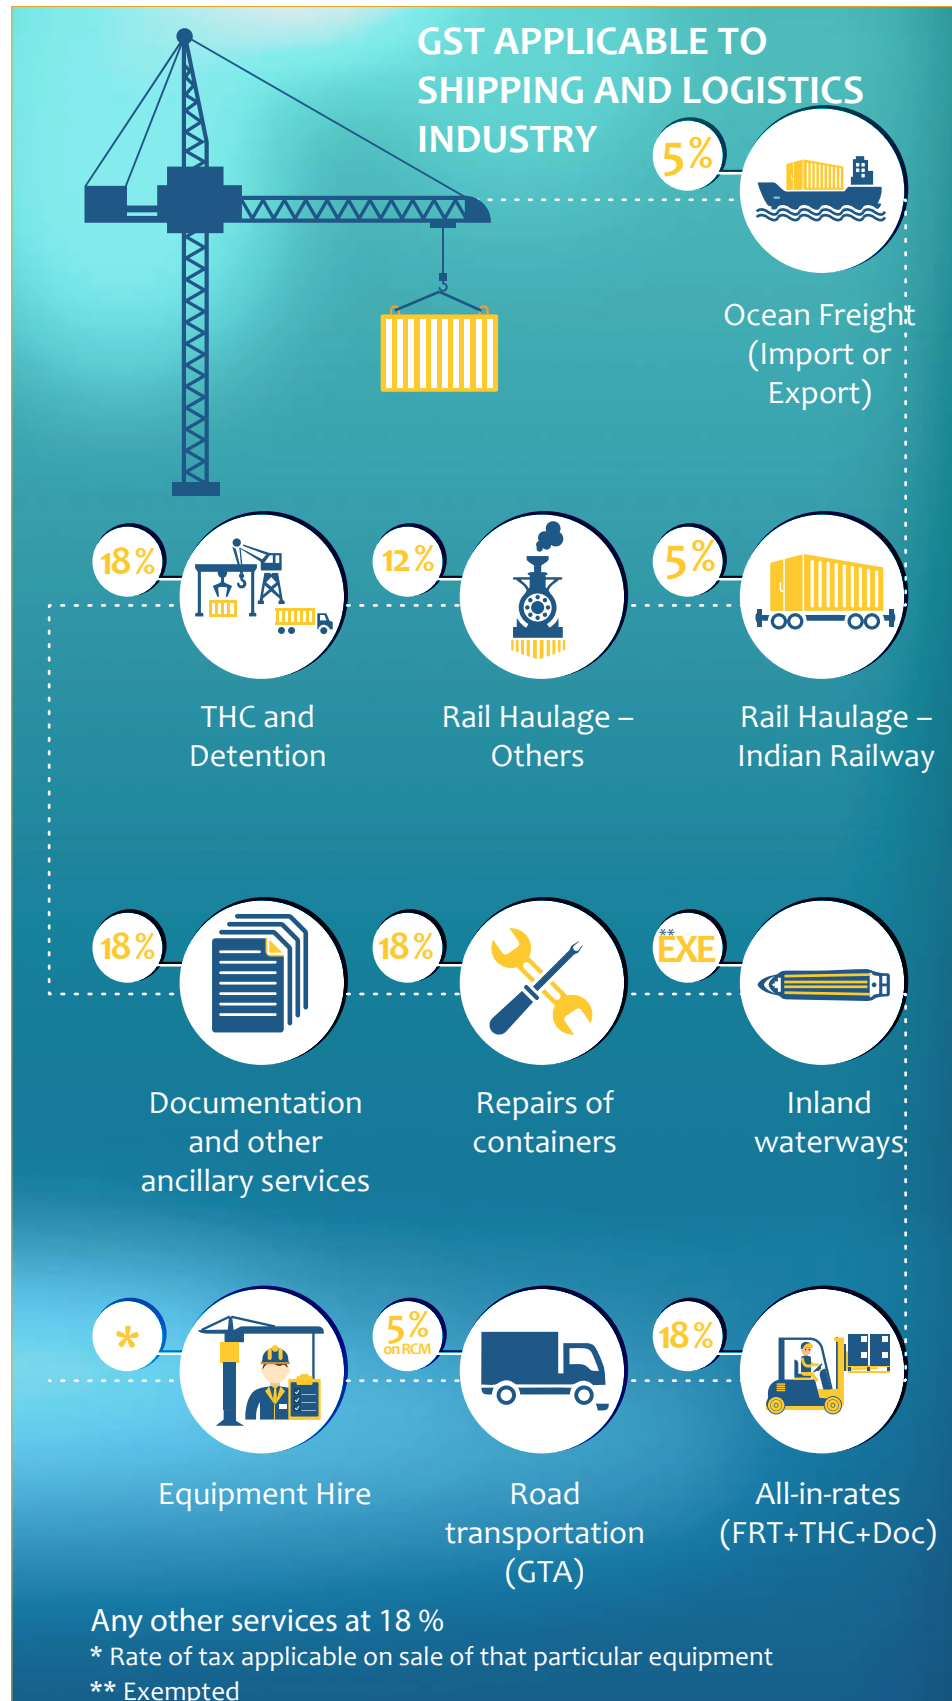 GST APPLICABLE TO
SHIPPING AND LOGISTICS
INDUSTRY
5%
Ocean Freight
(Import or
Export)
18%
THC and
Detention
12%
Rail Haulage –
Others
5%
Rail Haulage –
Indian Railway
18%
Documentation
and other
ancillary services
18%
Repairs of
containers
**
EXE
Inland
waterways
*
Equipment Hire
5%
on RCM
Road
transportation
(GTA)
18%
All-in-rates
(FRT+THC+Doc)
Any other services at 18 %
* Rate of tax applicable on sale of that particular equipment
** Exempted